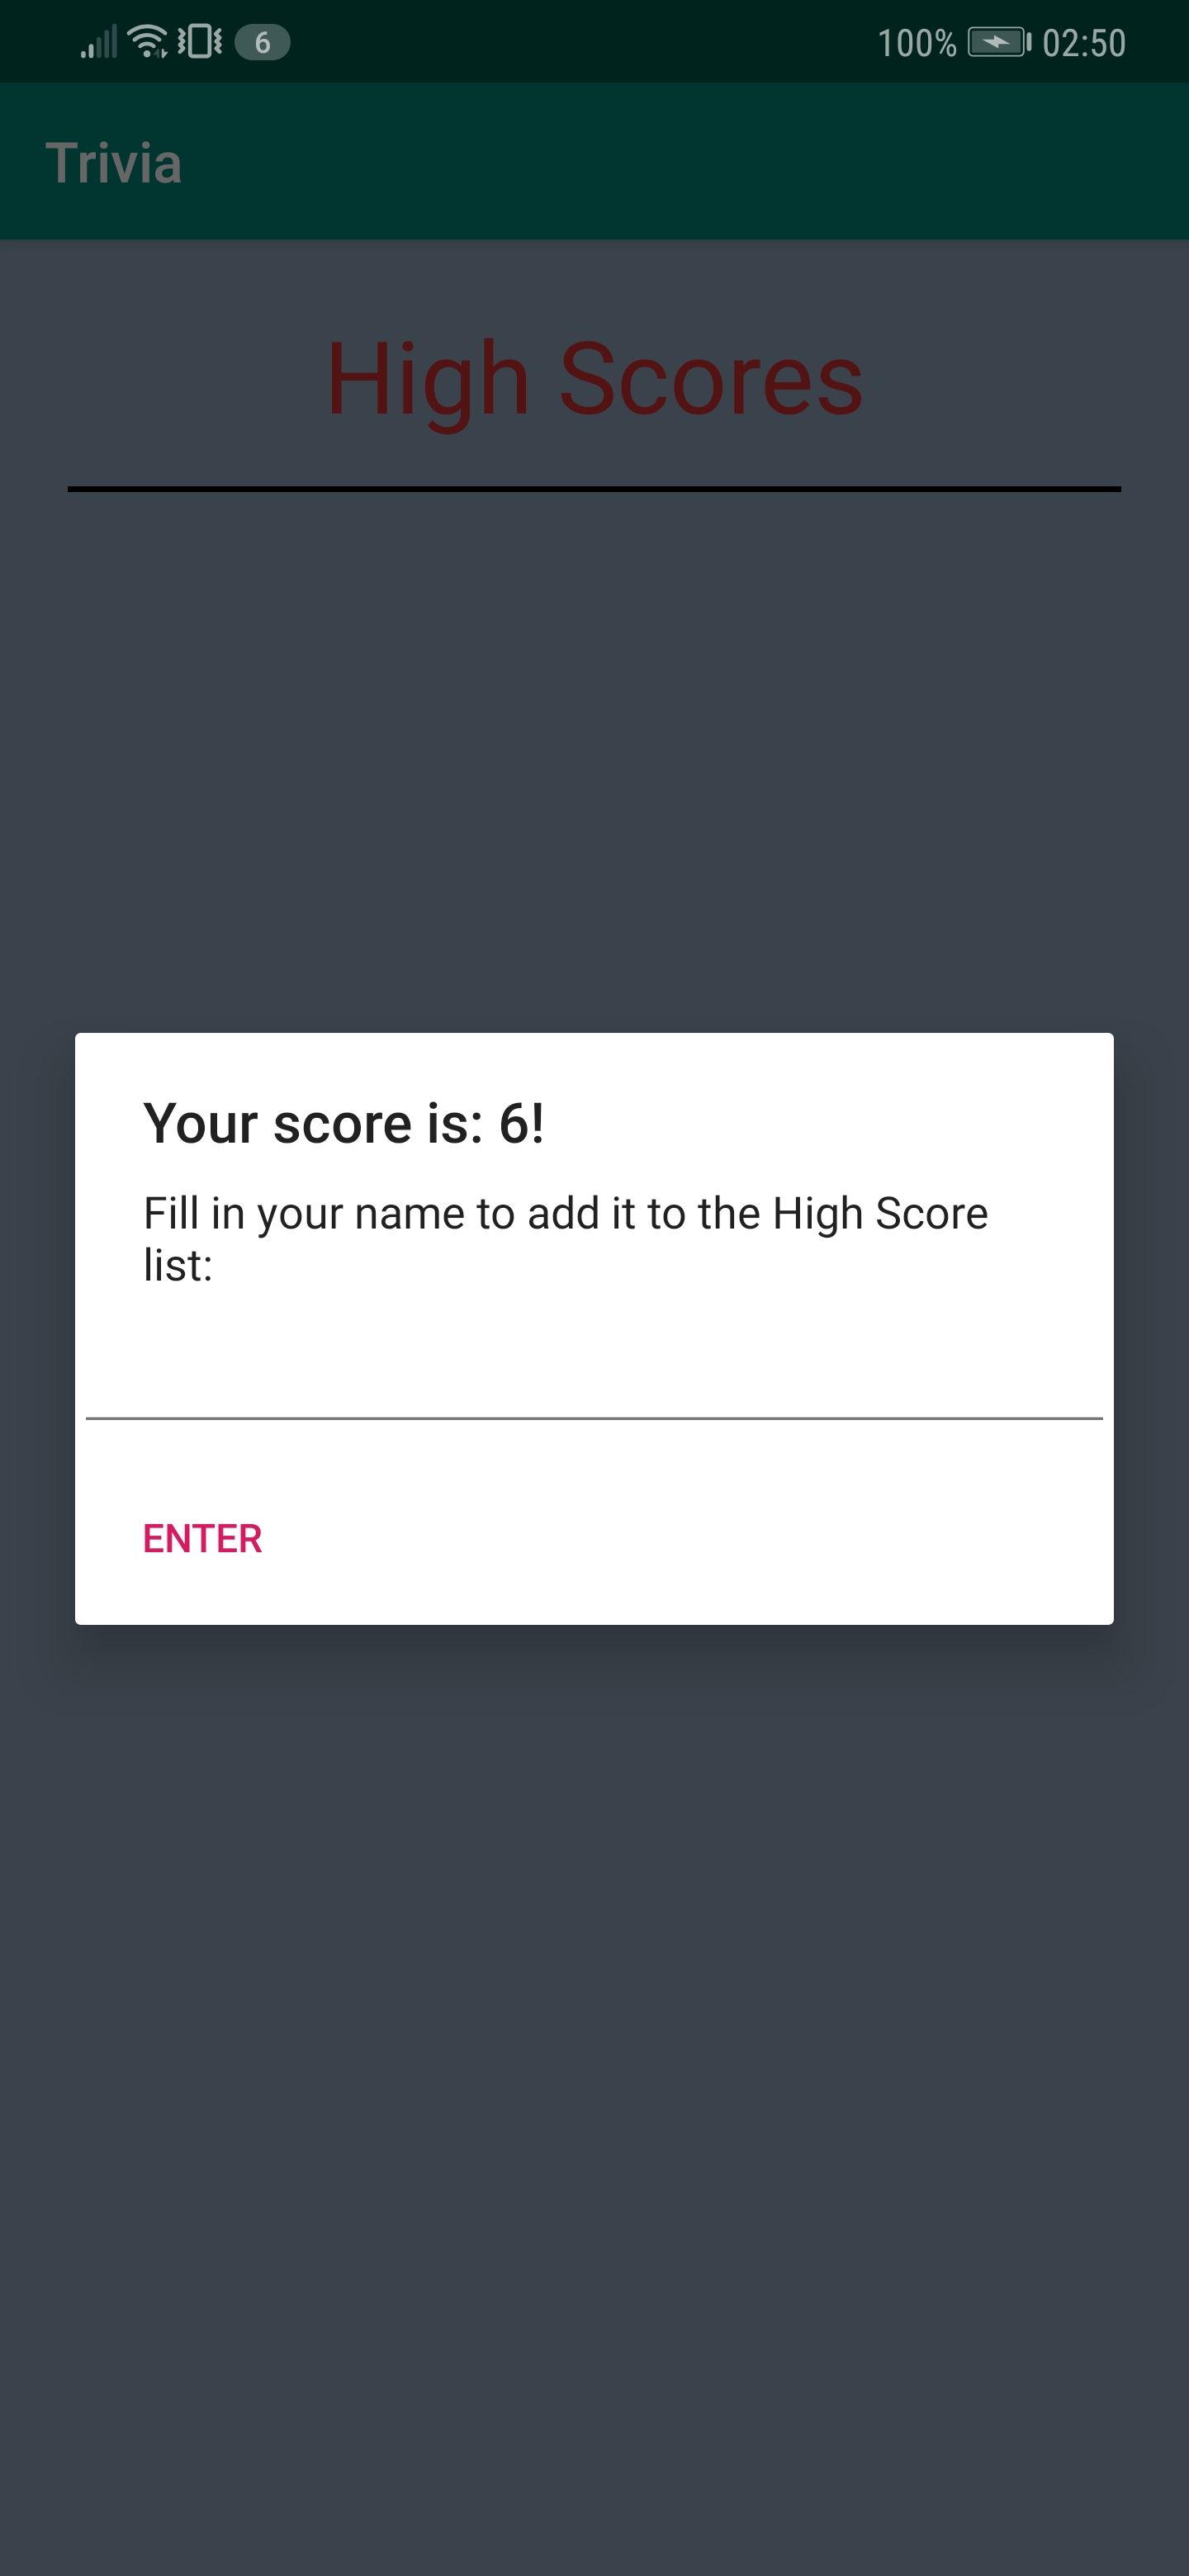 6 100% 02:50
Trivia
High Scores
Your score is: 6!
Fill in your name to add it to the High Score
list:
ENTER